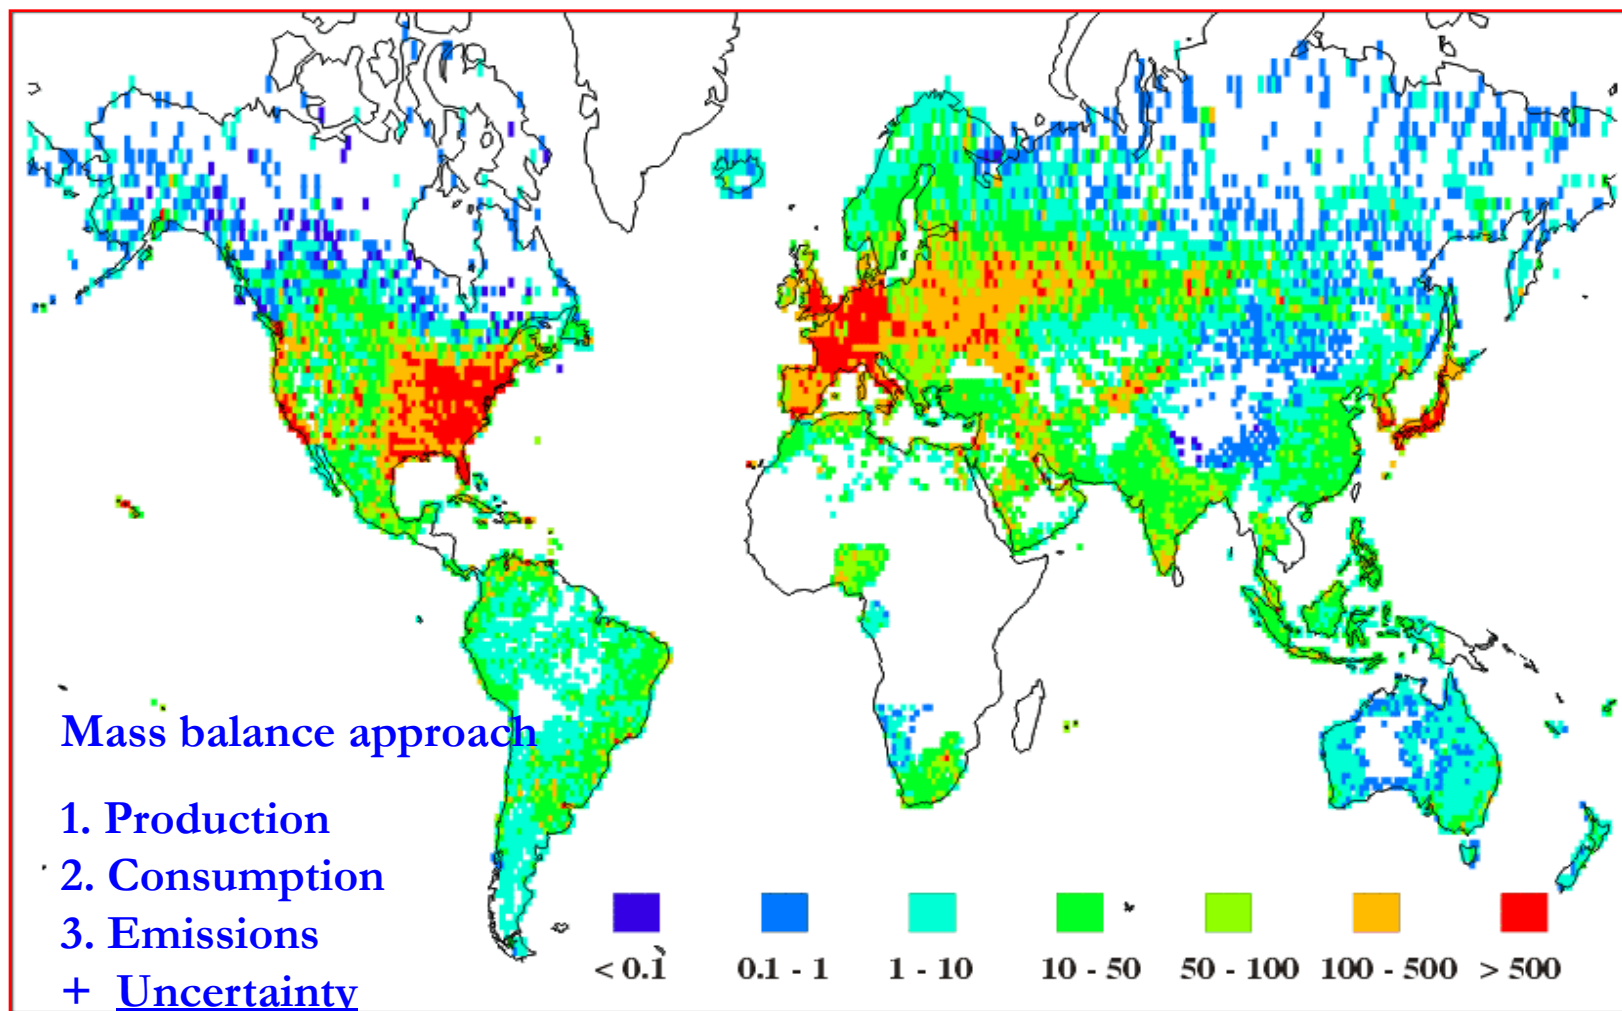 Mass balance approach
1. Production
2. Consumption
3. Emissions
+ Uncertainty
< 0.1 0.1 - 1 1 - 10 10 - 50 50 - 100 100 - 500 > 500